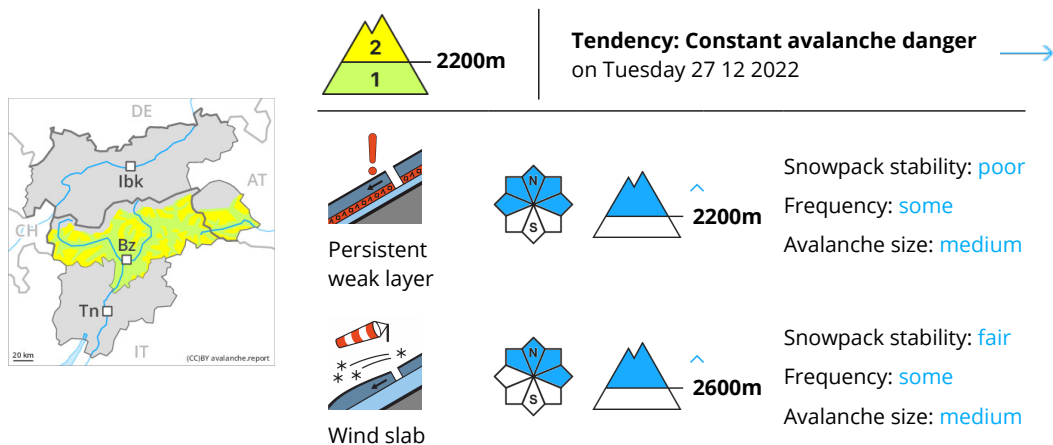 2
1
2200m
Tendency: Constant avalanche danger
on Tuesday 27 12 2022
DE
Ibk
AT
CH
Bz
Tn
IT
20 km
(CC)BY avalanche.report
Persistent
weak layer
N
S
2200m
Snowpack stability: poor
Frequency: some
Avalanche size: medium
Wind slab
N
S
2600m
Snowpack stability: fair
Frequency: some
Avalanche size: medium